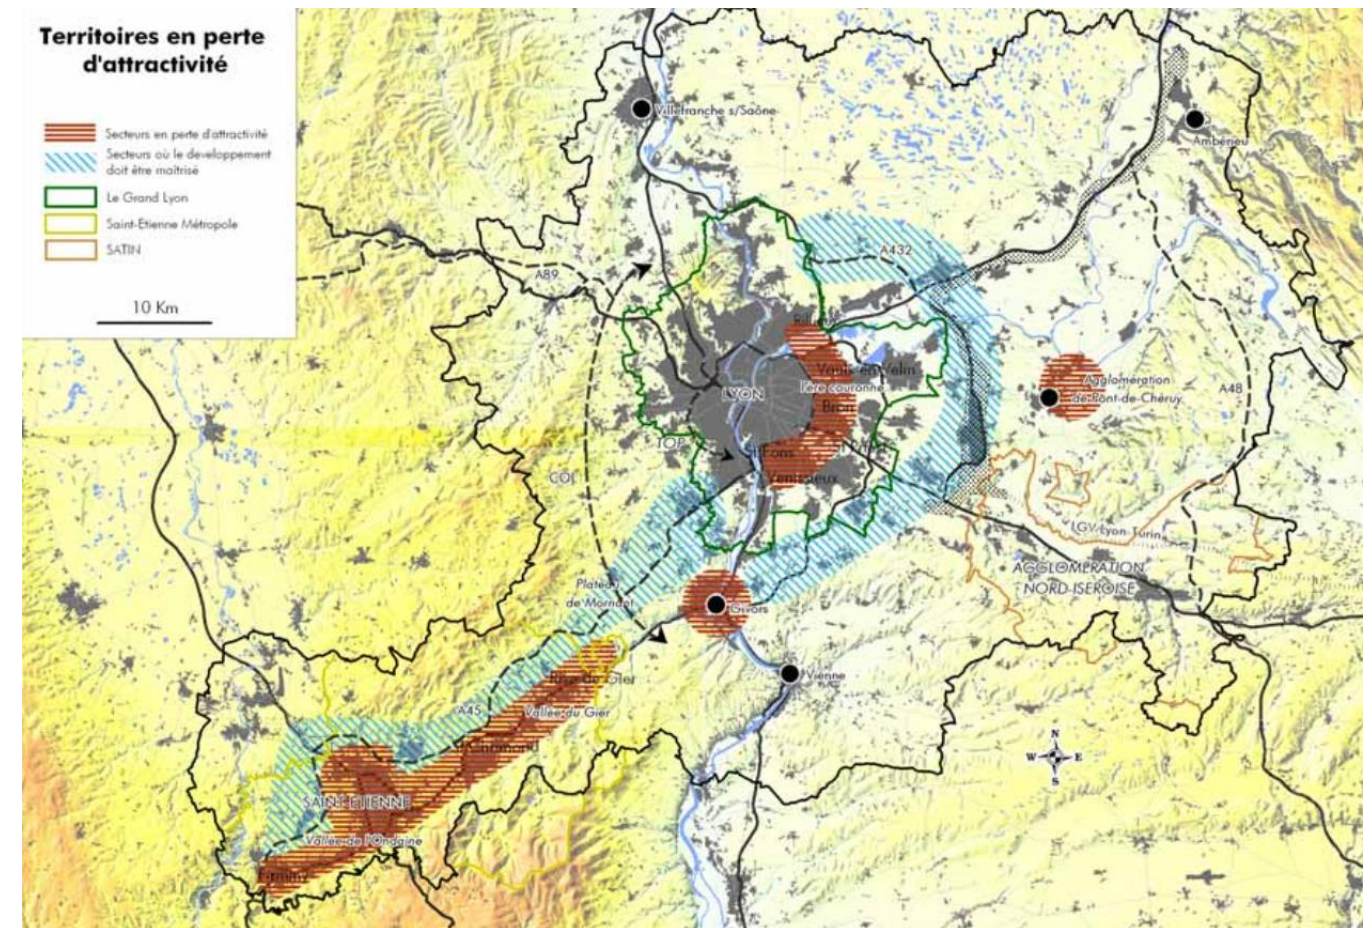 Territoires en perte
d'attractivité
Secteurs en perte d'attractivité
Secteurs où le developpement
doit être maîtrisé
Le Grand Lyon
Saint-Etienne Métropole
SATIN
10 Km
Villefranche s/Saône
Ambérieu
A432
A89
Vaulx en Velin
1ère couronne
Agglomération
de Pont-de-Chéruy
A48
LYON
Bron
TOP
St Fons
Venissieux
COL
LGV Lyon-Turin
AGGLOMERATION
NORD-ISEROISE
Plateau
de Mornant
Givors
Rive de Gier
Vienne
A45
Vallée du Gier
St Chamond
N
W
E
S
SAINT-ETIENNE
Vallée de l'Ondaine
Firminy